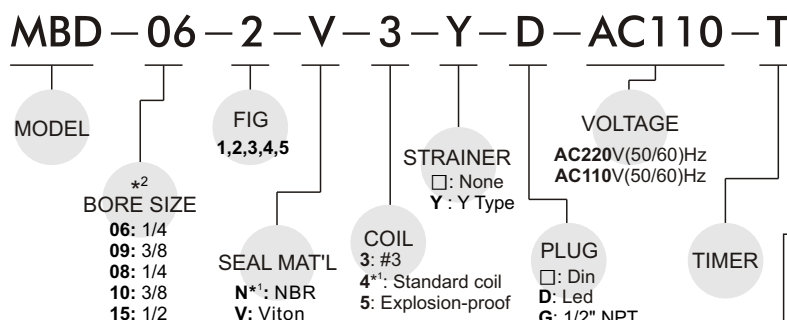 MBD－06－2－V－3－Y－D－AC110－T
MODEL
*2
BORE SIZE
06: 1/4
09: 3/8
08: 1/4
10: 3/8
15: 1/2
FIG
1,2,3,4,5
SEAL MAT'L
N*1: NBR
V: Viton
COIL
3: #3
4*1: Standard coil
5: Explosion-proof
STRAINER
□: None
Y : Y Type
PLUG
□: Din
D: Led
G: 1/2" NPT
VOLTAGE
AC220V(50/60)Hz
AC110V(50/60)Hz
TIMER